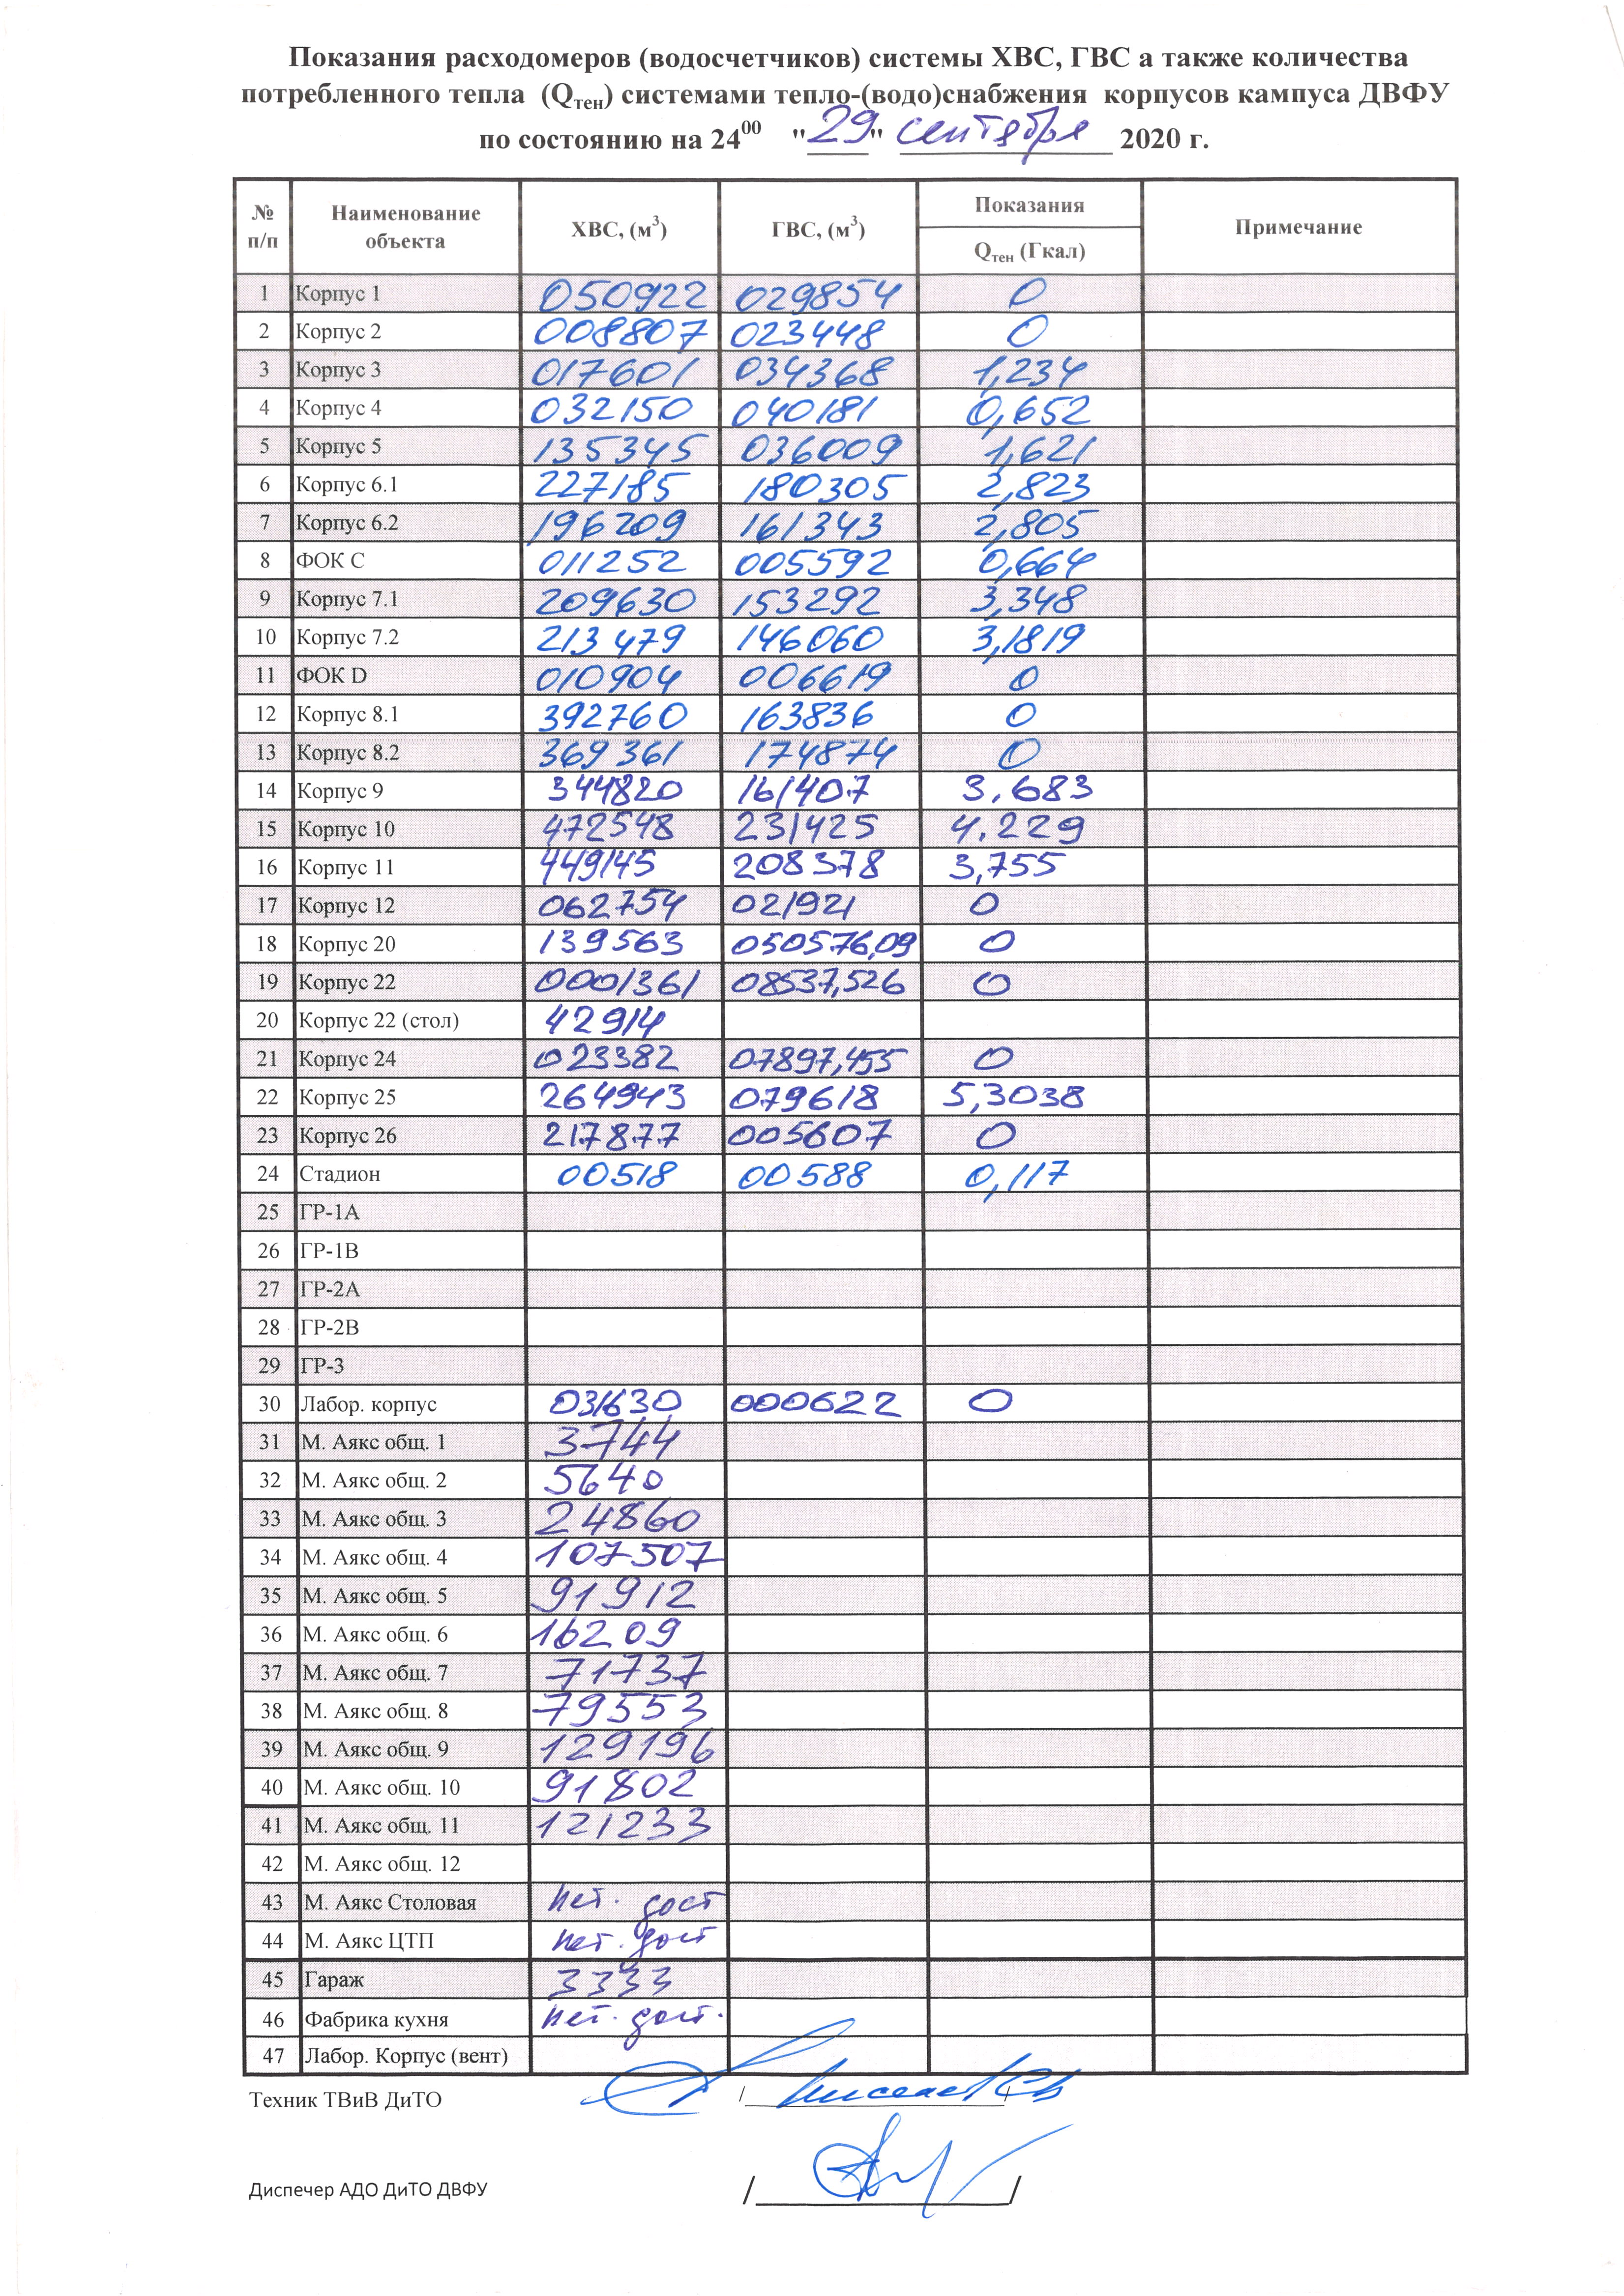 Показания расходомеров (водосчетчиков) системы ХВС, ГВС а также количества
потребленного тепла (Qтен) системами тепло-(водо)снабжения корпусов кампуса ДВФУ
по состоянию на 24⁰⁰ "29" сентября 2020 г.
№ п/п Наименование объекта ХВС, (м³) ГВС, (м³) Показания Qтен (Гкал) Примечание
1 Корпус 1 050922 029854 0
2 Корпус 2 008807 023448 0
3 Корпус 3 017601 034368 1,234
4 Корпус 4 032150 040181 0,652
5 Корпус 5 135345 036009 1,621
6 Корпус 6.1 227185 180305 2,823
7 Корпус 6.2 196209 161343 2,805
8 ФОК С 011252 005592 0,664
9 Корпус 7.1 209630 153292 3,348
10 Корпус 7.2 213479 146060 3,1819
11 ФОК D 010904 006619 0
12 Корпус 8.1 392760 163836 0
13 Корпус 8.2 369361 174874 0
14 Корпус 9 344820 161407 3.683
15 Корпус 10 472548 231425 4.229
16 Корпус 11 449145 208378 3,755
17 Корпус 12 062754 021921 0
18 Корпус 20 139563 050576,09 0
19 Корпус 22 0001361 08537,526 0
20 Корпус 22 (стол) 42914
21 Корпус 24 023382 07897,455 0
22 Корпус 25 264943 079618 5,3038
23 Корпус 26 217877 005607 0
24 Стадион 00518 00588 0,117
25 ГР-1А
26 ГР-1В
27 ГР-2А
28 ГР-2В
29 ГР-3
30 Лабор. корпус 031630 000622 0
31 М. Аякс общ. 1 3744
32 М. Аякс общ. 2 5640
33 М. Аякс общ. 3 24860
34 М. Аякс общ. 4 107507
35 М. Аякс общ. 5 91912
36 М. Аякс общ. 6 16209
37 М. Аякс общ. 7 71737
38 М. Аякс общ. 8 79553
39 М. Аякс общ. 9 129196
40 М. Аякс общ. 10 91802
41 М. Аякс общ. 11 121233
42 М. Аякс общ. 12
43 М. Аякс Столовая нет. дост
44 М. Аякс ЦТП нет. дост
45 Гараж 3333
46 Фабрика кухня нет. дост.
47 Лабор. Корпус (вент)
Техник ТВиВ ДиТО / /
Диспечер АДО ДиТО ДВФУ / /